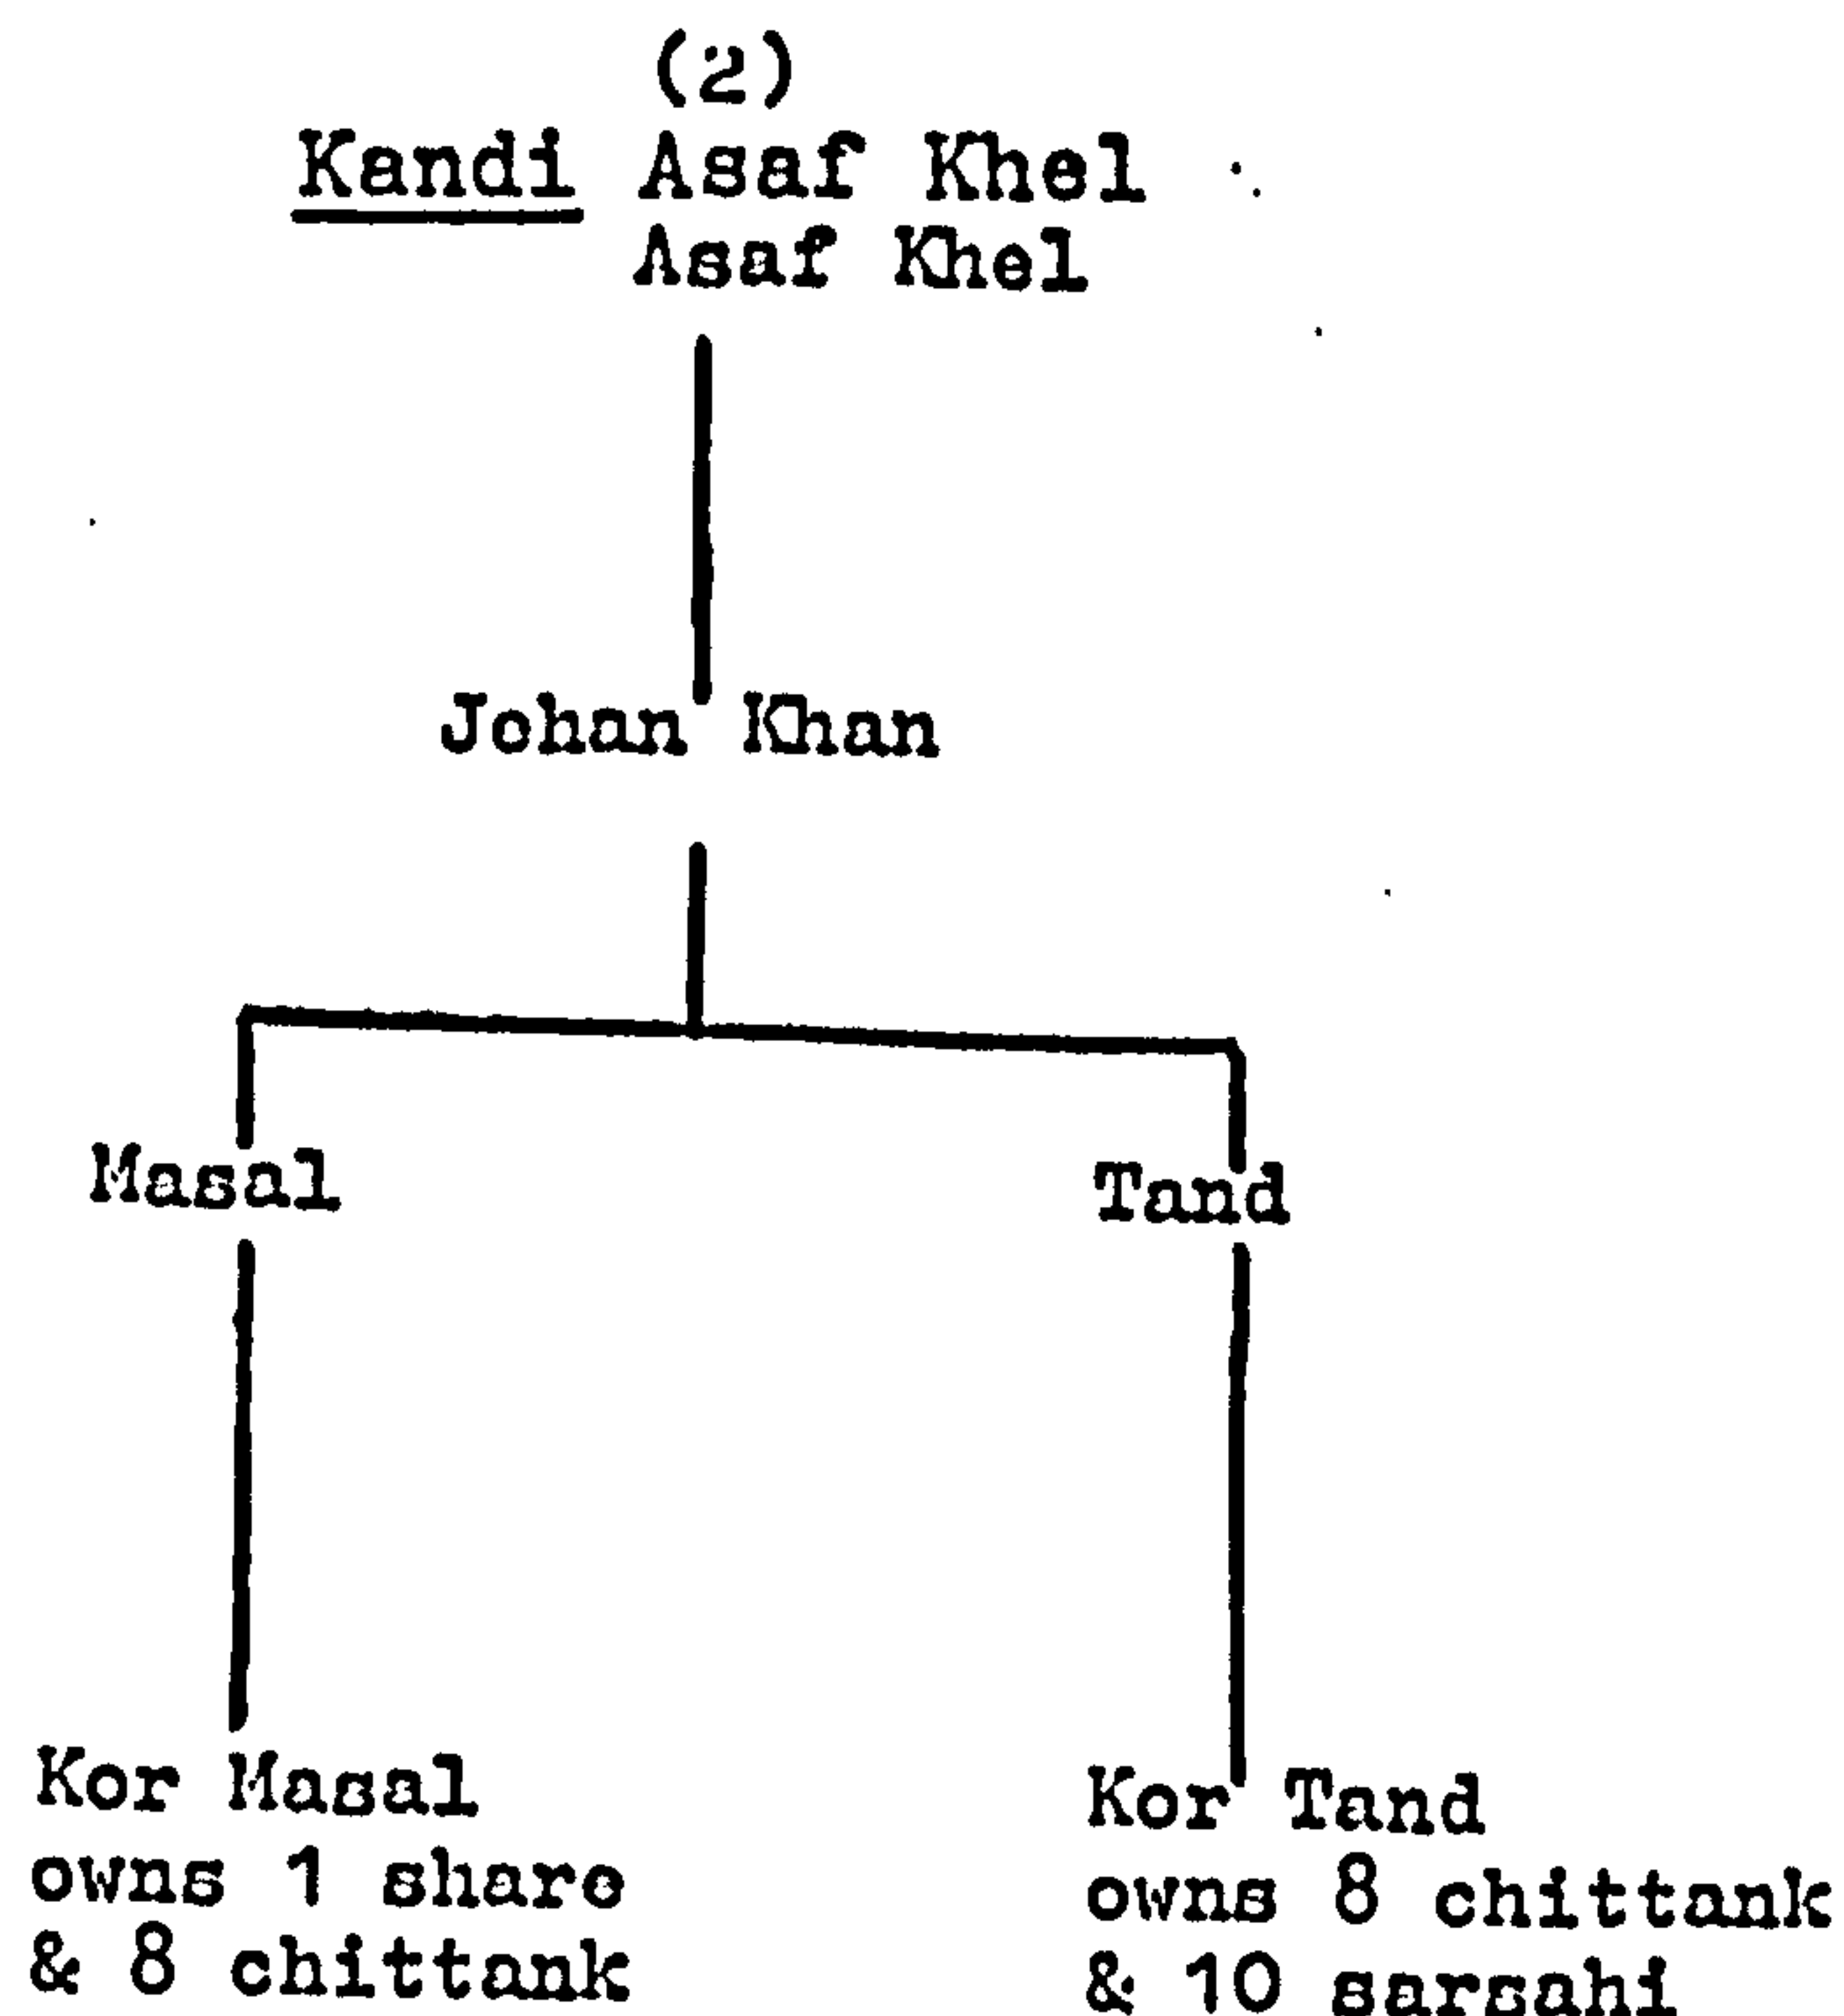 (2)
Kandi Asaf Khel
Asaf Khel
Johan Khan
Masal
Tand
Kor Masal
owns 1 share
& 8 chittank
Kor Tand
owns 8 chittank
& 10 sarsahi